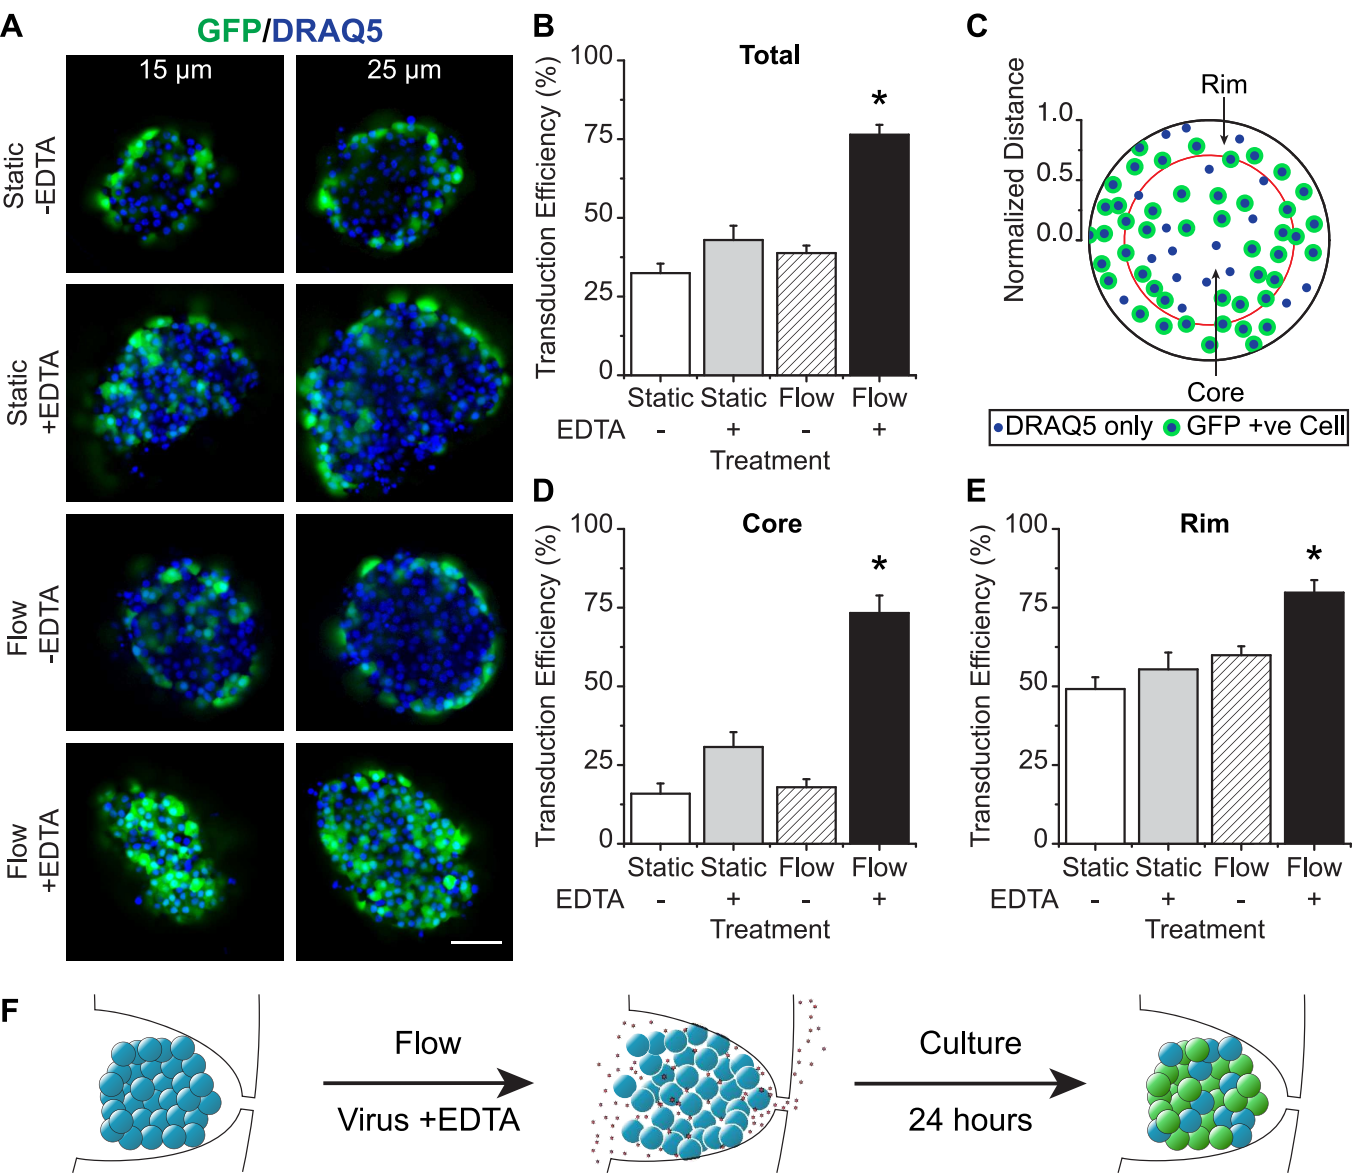 A
GFP/DRAQ5
15 µm
25 µm
Static
-EDTA
Static
+EDTA
Flow
-EDTA
Flow
+EDTA
B
Total
Transduction Efficiency (%)
100
75
50
25
0
Static Static Flow Flow
EDTA - + - +
Treatment
*
C
Normalized Distance
1.0
0.5
0.0
Rim
Core
DRAQ5 only GFP +ve Cell
D
Core
Transduction Efficiency (%)
100
75
50
25
0
Static Static Flow Flow
EDTA - + - +
Treatment
*
E
Rim
Transduction Efficiency (%)
100
75
50
25
0
Static Static Flow Flow
EDTA - + - +
Treatment
*
F
Flow
Virus +EDTA
Culture
24 hours